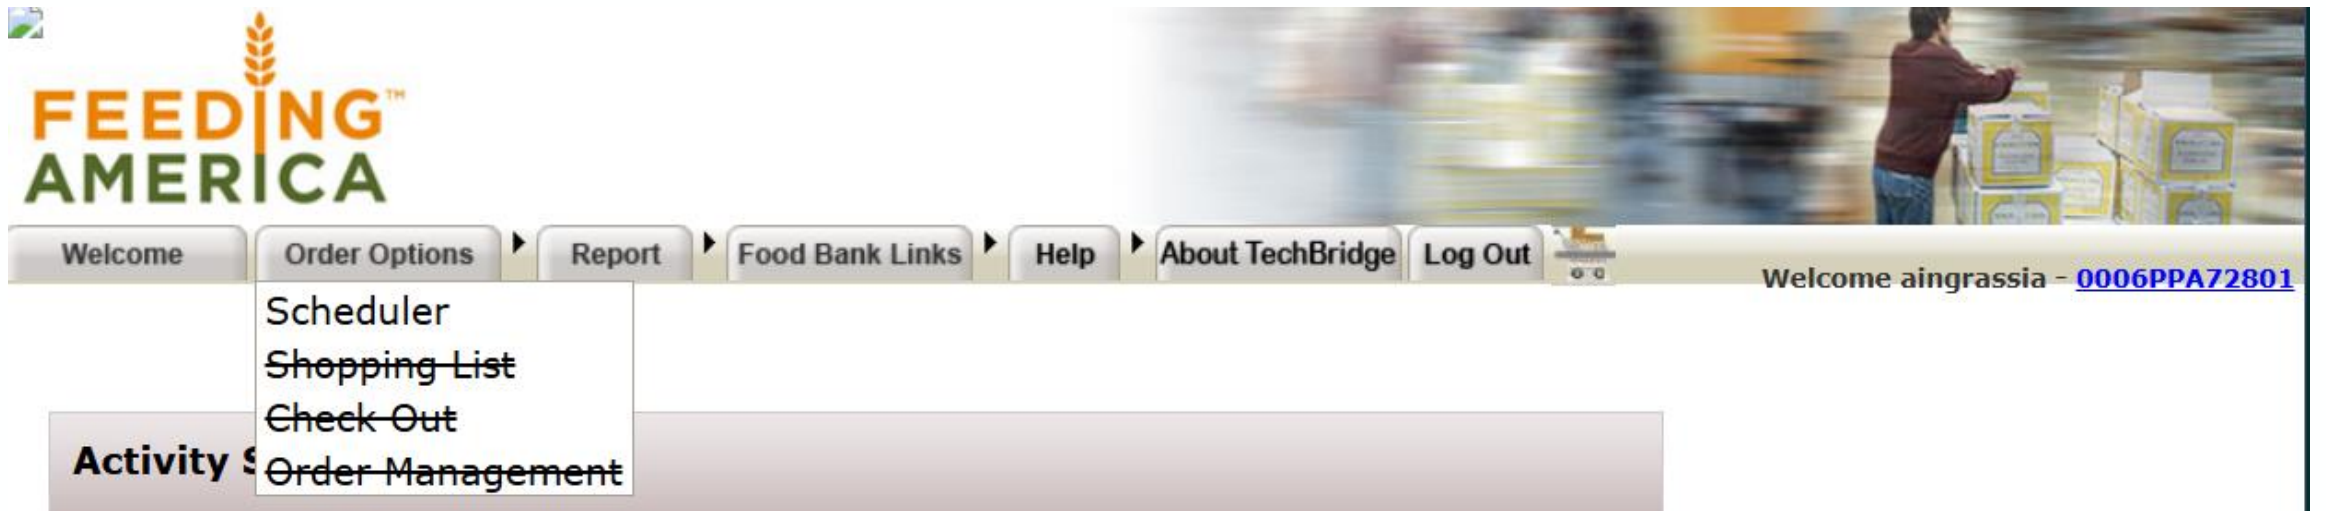 FEEDING™
AMERICA
Welcome Order Options Report Food Bank Links Help About TechBridge Log Out
Welcome aingrassia - 0006PPA72801
Scheduler
Shopping List
Check Out
Order Management
Activity